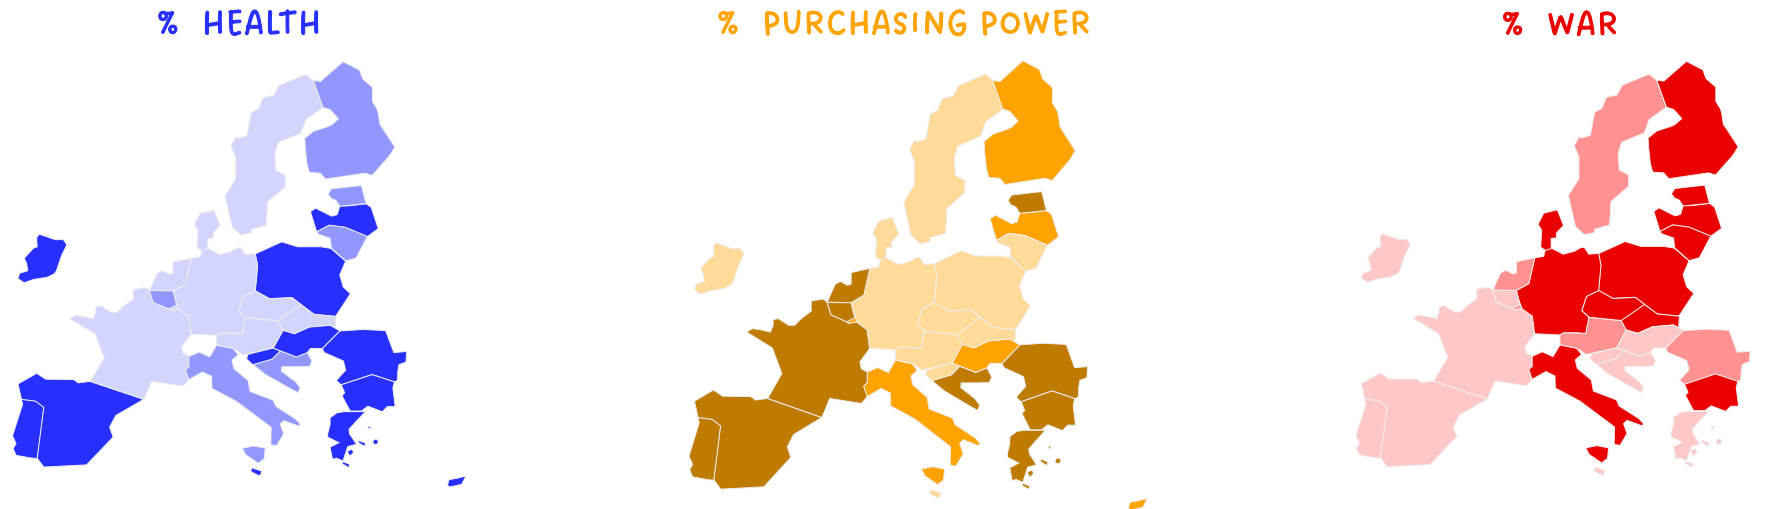 % HEALTH
% PURCHASING POWER
% WAR